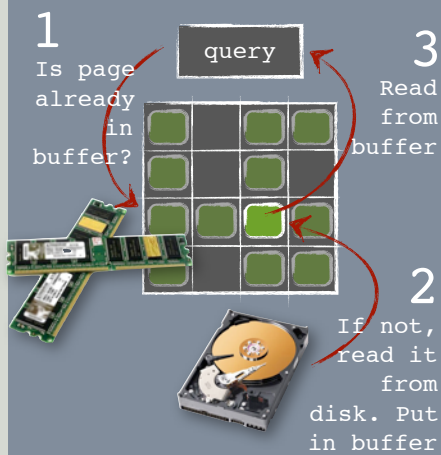 1
Is page
already
in
buffer?
query
3
Read
from
buffer
2
If not,
read it
from
disk. Put
in buffer